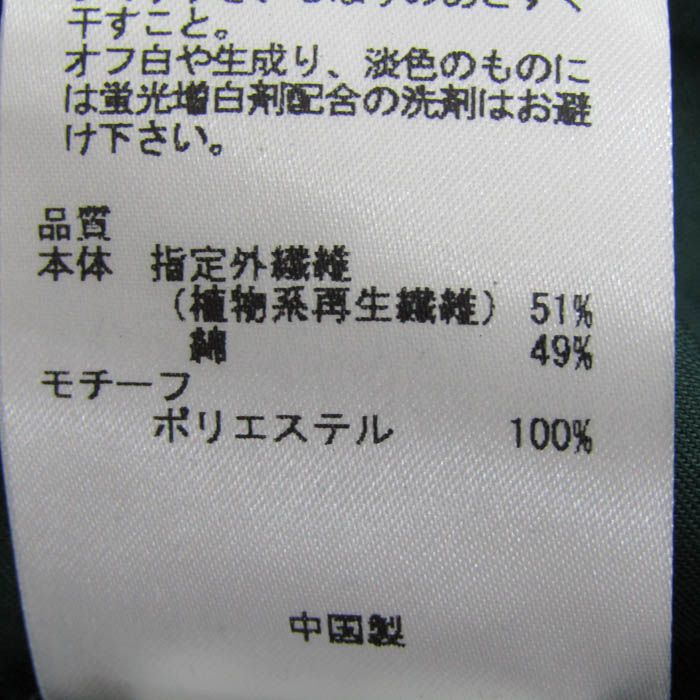 干すこと。
オフ白や生成り、淡色のものに
は蛍光増白剤配合の洗剤はお避
け下さい。
品質
本体 指定外繊維
（植物系再生繊維） 51%
綿 49%
モチーフ
ポリエステル 100%
中国製